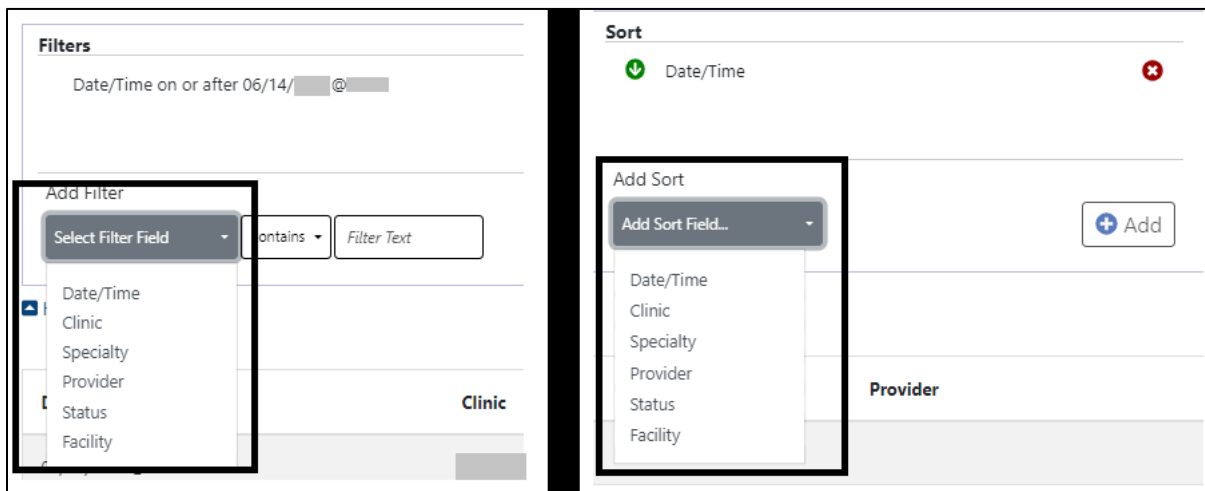 Filters
Date/Time on or after 06/14/ @
Add Filter
Select Filter Field
ontains
Filter Text
Date/Time
Clinic
Specialty
Provider
Status
Facility
Clinic
Sort
Date/Time
Add Sort
Add Sort Field...
Add
Date/Time
Clinic
Specialty
Provider
Status
Facility
Provider